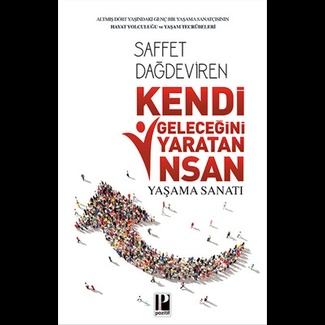 ALTMIŞ DÖRT YAŞINDAKİ GENÇ BİR YAŞAMA SANATÇISININ
HAYAT YOLCULUĞU ve YAŞAM TECRÜBELERİ
SAFFET
DAĞDEVİREN
KENDİ
GELECEĞİNİ
YARATAN
İNSAN
YAŞAMA SANATI
P
pozitif